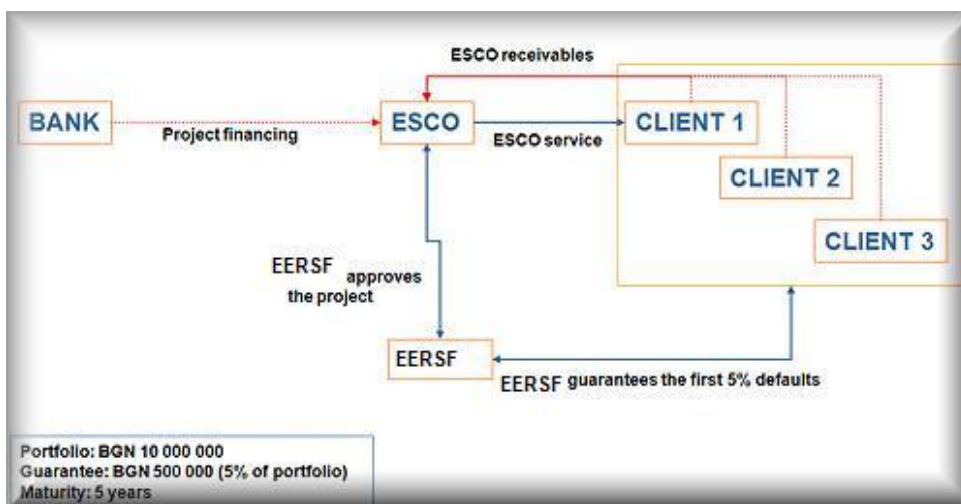 ESCO receivables
BANK
Project financing
ESCO
ESCO service
CLIENT 1
CLIENT 2
CLIENT 3
EERSF approves
the project
EERSF
EERSF guarantees the first 5% defaults
Portfolio: BGN 10 000 000
Guarantee: BGN 500 000 (5% of portfolio)
Maturity: 5 years